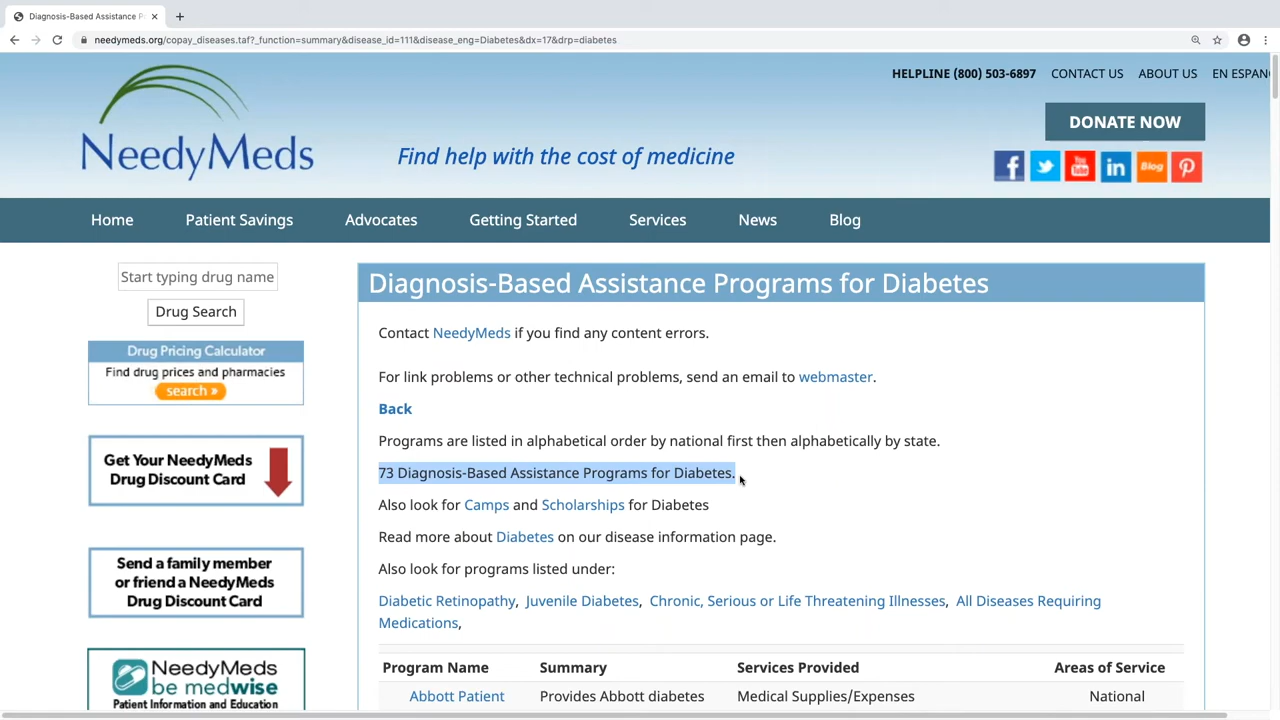 Diagnosis-Based Assistance P
needymeds.org/copay_diseases.taf?_function=summary&disease_id=111&disease_eng=Diabetes&dx=17&drp=diabetes
HELPLINE (800) 503-6897 CONTACT US ABOUT US EN ESPAN
NeedyMeds
Find help with the cost of medicine
DONATE NOW
f
You
Tube
in
Blog
Home Patient Savings Advocates Getting Started Services News Blog
Start typing drug name
Drug Search
Drug Pricing Calculator
Find drug prices and pharmacies
search »
Get Your NeedyMeds
Drug Discount Card
Send a family member
or friend a NeedyMeds
Drug Discount Card
NeedyMeds
be medwise
Patient Information and Education
Diagnosis-Based Assistance Programs for Diabetes
Contact NeedyMeds if you find any content errors.
For link problems or other technical problems, send an email to webmaster.
Back
Programs are listed in alphabetical order by national first then alphabetically by state.
73 Diagnosis-Based Assistance Programs for Diabetes.
Also look for Camps and Scholarships for Diabetes
Read more about Diabetes on our disease information page.
Also look for programs listed under:
Diabetic Retinopathy, Juvenile Diabetes, Chronic, Serious or Life Threatening Illnesses, All Diseases Requiring
Medications,
Program Name Summary Services Provided Areas of Service
Abbott Patient Provides Abbott diabetes Medical Supplies/Expenses National